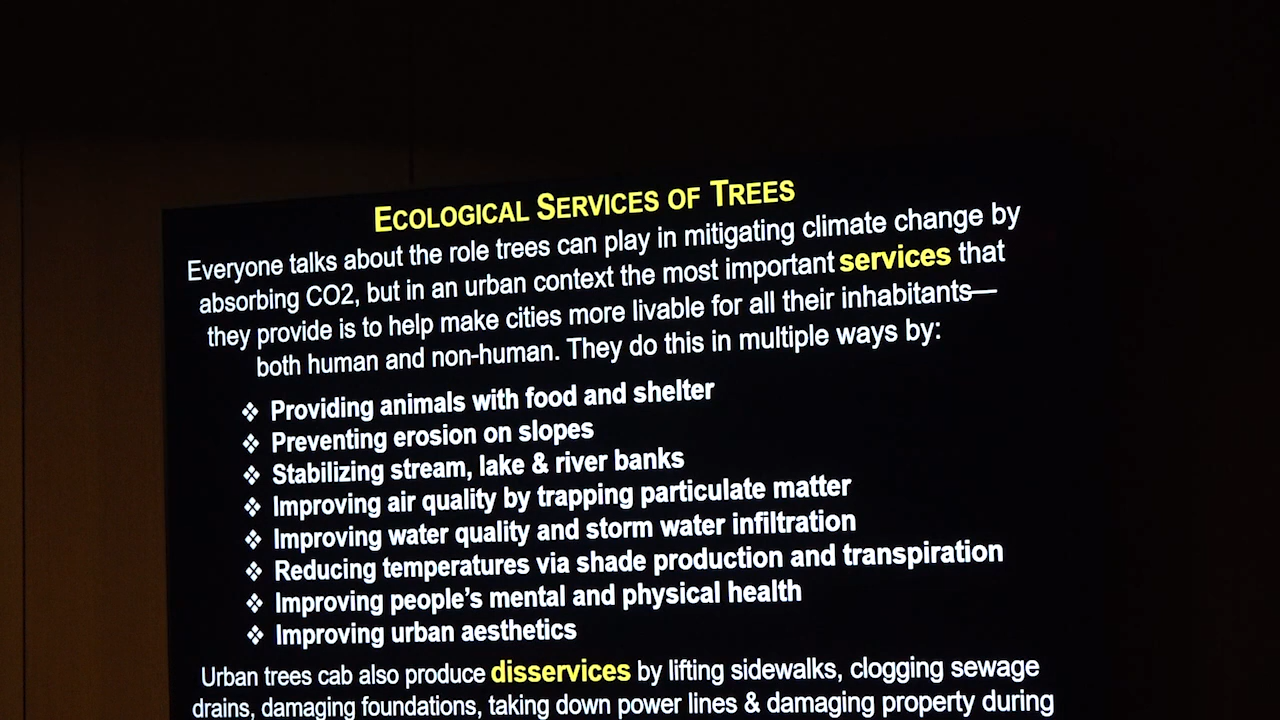 ECOLOGICAL SERVICES OF TREES
Everyone talks about the role trees can play in mitigating climate change by
absorbing CO2, but in an urban context the most important services that
they provide is to help make cities more livable for all their inhabitants—
both human and non-human. They do this in multiple ways by:
❖ Providing animals with food and shelter
❖ Preventing erosion on slopes
❖ Stabilizing stream, lake & river banks
❖ Improving air quality by trapping particulate matter
❖ Improving water quality and storm water infiltration
❖ Reducing temperatures via shade production and transpiration
❖ Improving people's mental and physical health
❖ Improving urban aesthetics
Urban trees cab also produce disservices by lifting sidewalks, clogging sewage
drains, damaging foundations, taking down power lines & damaging property during